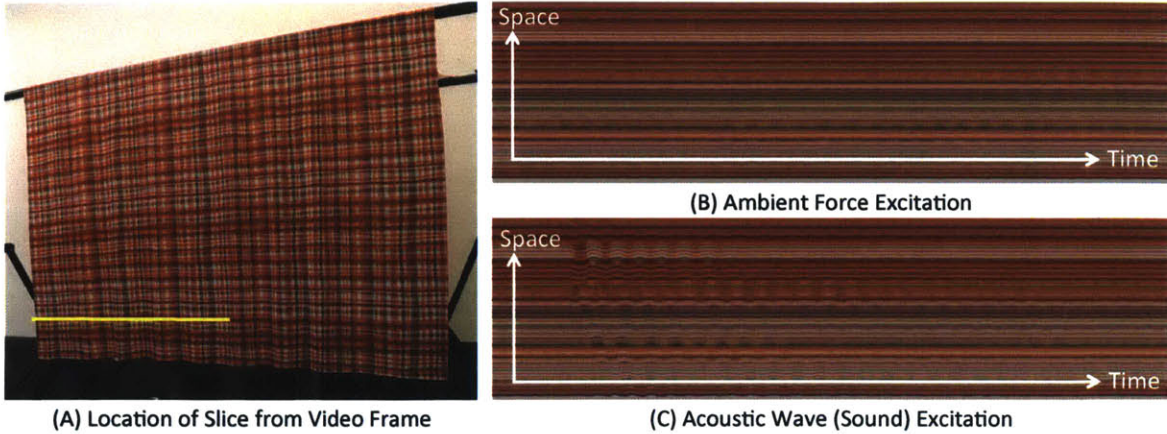 Space
Time
(B) Ambient Force Excitation
Space
Time
(A) Location of Slice from Video Frame
(C) Acoustic Wave (Sound) Excitation